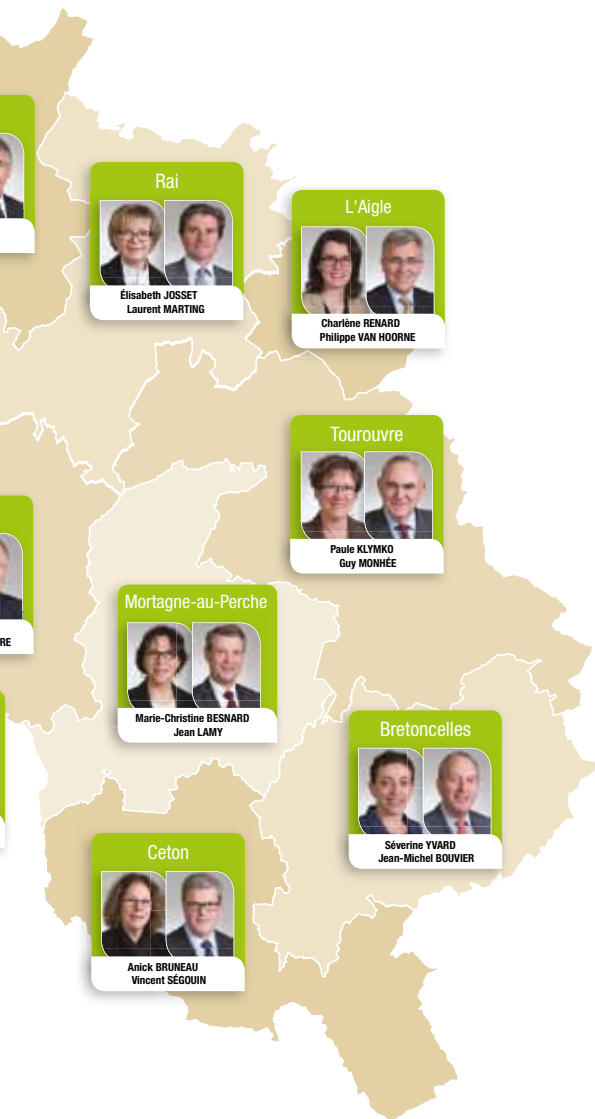 Rai
Élisabeth JOSSET
Laurent MARTING
L'Aigle
Charlène RENARD
Philippe VAN HOORNE
Tourouvre
Paule KLYMKO
Guy MONHÉE
RE
Mortagne-au-Perche
Marie-Christine BESNARD
Jean LAMY
Bretoncelles
Séverine YVARD
Jean-Michel BOUVIER
Ceton
Anick BRUNEAU
Vincent SÉGOUIN